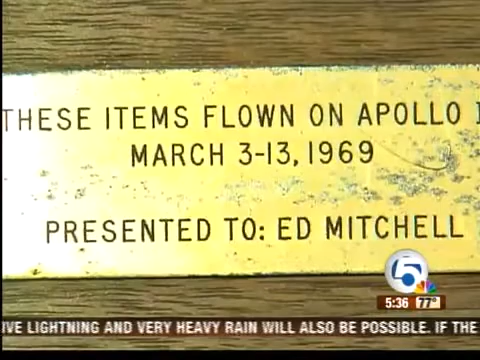 THESE ITEMS FLOWN ON APOLLO
MARCH 3-13, 1969
PRESENTED TO: ED MITCHELL
5
5:36 77°
LIGHTNING AND VERY HEAVY RAIN WILL ALSO BE POSSIBLE. IF THE